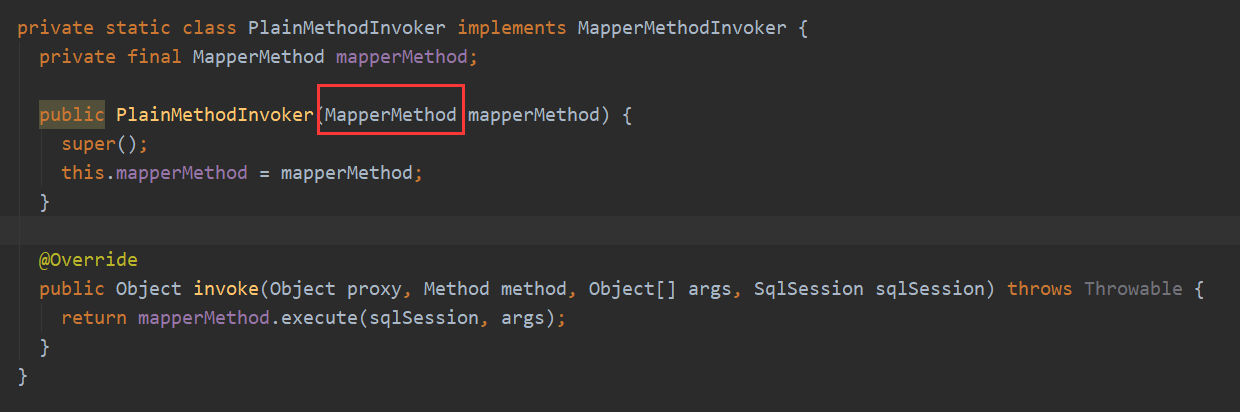 private static class PlainMethodInvoker implements MapperMethodInvoker {
private final MapperMethod mapperMethod;
public PlainMethodInvoker(MapperMethod mapperMethod) {
super();
this.mapperMethod = mapperMethod;
}
@Override
public Object invoke(Object proxy, Method method, Object[] args, SqlSession sqlSession) throws Throwable {
return mapperMethod.execute(sqlSession, args);
}
}